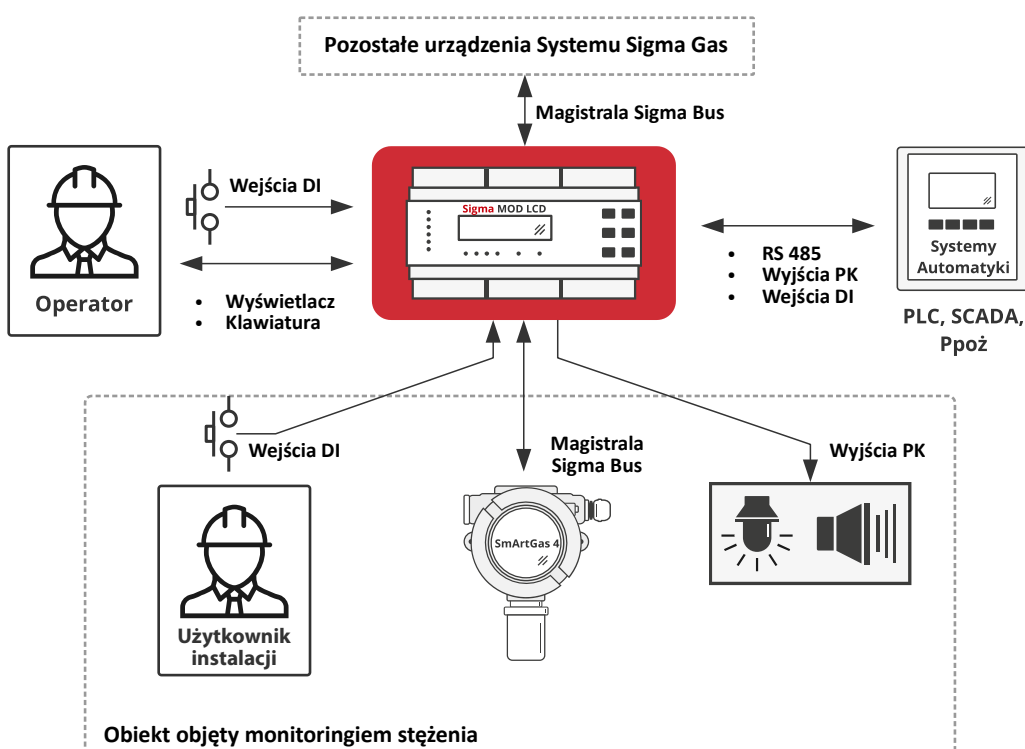 Pozostałe urządzenia Systemu Sigma Gas
Magistrala Sigma Bus
Wejścia DI
Sigma MOD LCD
Operator
• Wyświetlacz
• Klawiatura
• RS 485
• Wyjścia PK
• Wejścia DI
Systemy
Automatyki
PLC, SCADA,
Ppoż
Wejścia DI
Magistrala
Sigma Bus
Wyjścia PK
SmArtGas 4
Użytkownik
instalacji
Obiekt objęty monitoringiem stężenia